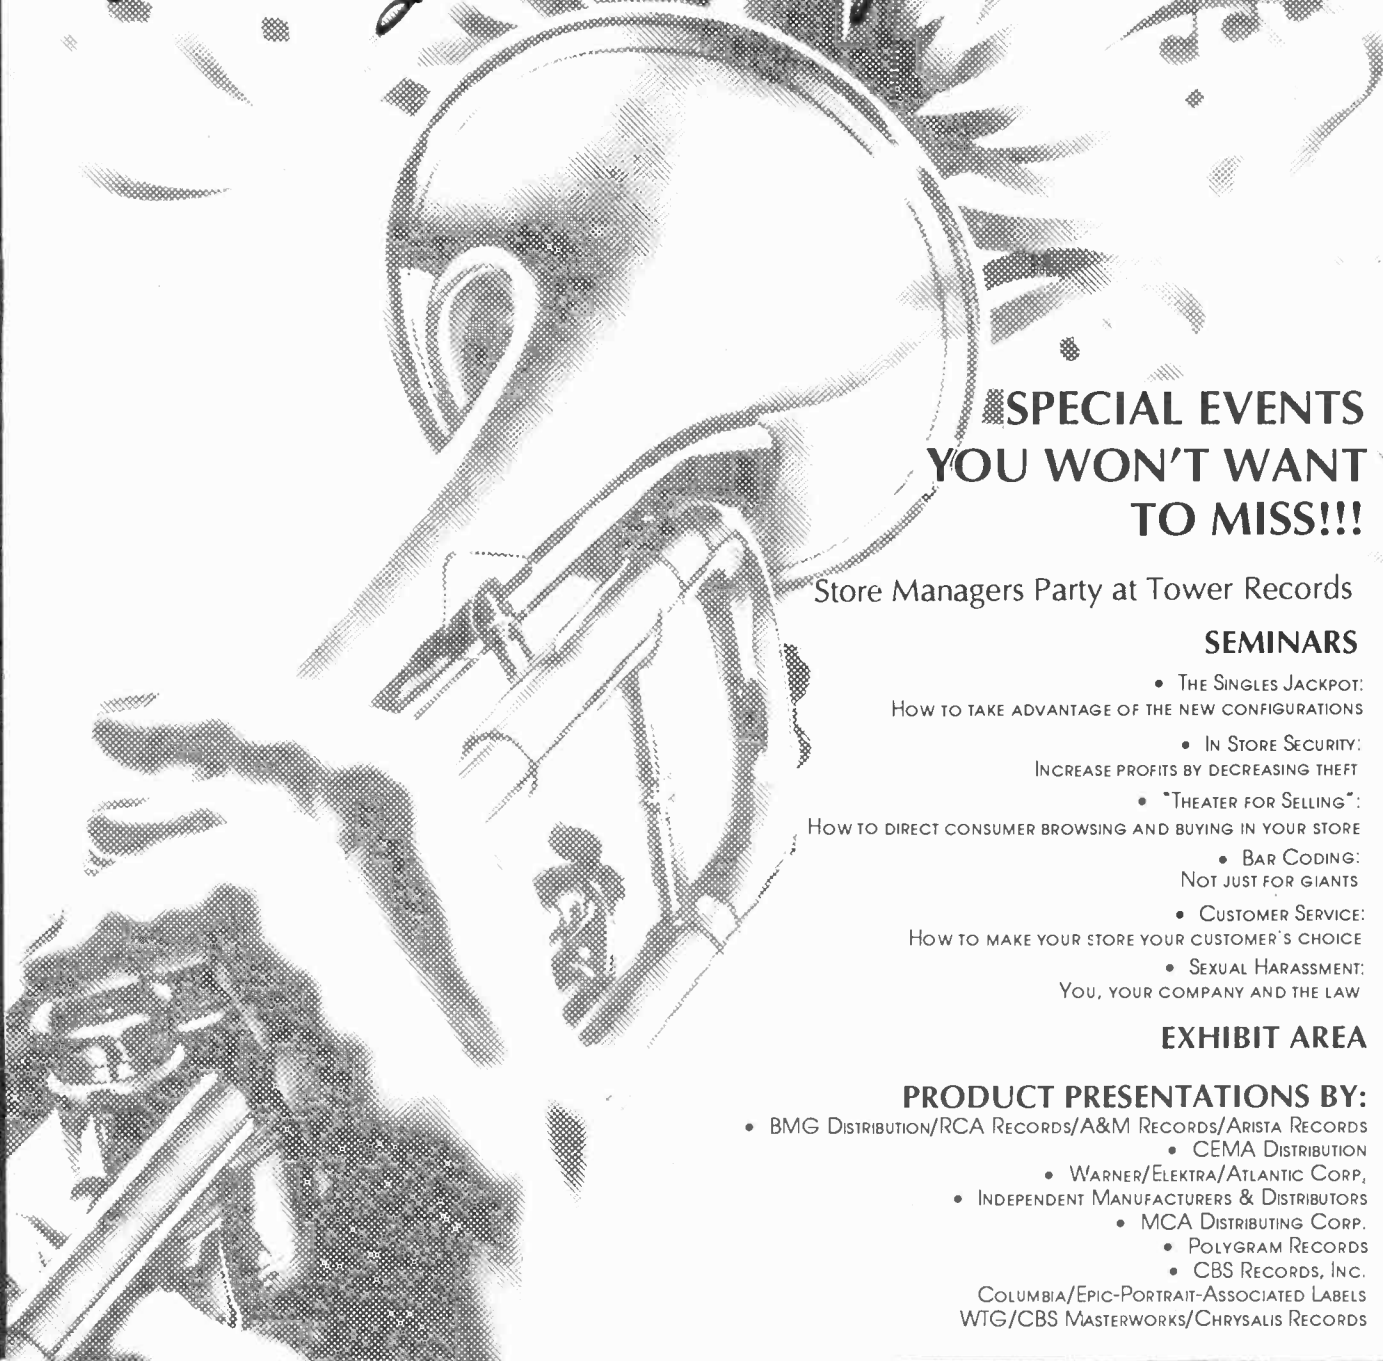 SPECIAL EVENTS
YOU WON'T WANT
TO MISS!!!
Store Managers Party at Tower Records
SEMINARS
• THE SINGLES JACKPOT:
HOW TO TAKE ADVANTAGE OF THE NEW CONFIGURATIONS
• IN STORE SECURITY:
INCREASE PROFITS BY DECREASING THEFT
• "THEATER FOR SELLING":
HOW TO DIRECT CONSUMER BROWSING AND BUYING IN YOUR STORE
• BAR CODING:
NOT JUST FOR GIANTS
• CUSTOMER SERVICE:
HOW TO MAKE YOUR STORE YOUR CUSTOMER'S CHOICE
• SEXUAL HARASSMENT:
YOU, YOUR COMPANY AND THE LAW
EXHIBIT AREA
PRODUCT PRESENTATIONS BY:
• BMG DISTRIBUTION/RCA RECORDS/A&M RECORDS/ARISTA RECORDS
• CEMA DISTRIBUTION
• WARNER/ELEKTRA/ATLANTIC CORP,
• INDEPENDENT MANUFACTURERS & DISTRIBUTORS
• MCA DISTRIBUTING CORP.
• POLYGRAM RECORDS
• CBS RECORDS, INC.
COLUMBIA/EPIC-PORTRAIT-ASSOCIATED LABELS
WTG/CBS MASTERWORKS/CHRYSALIS RECORDS